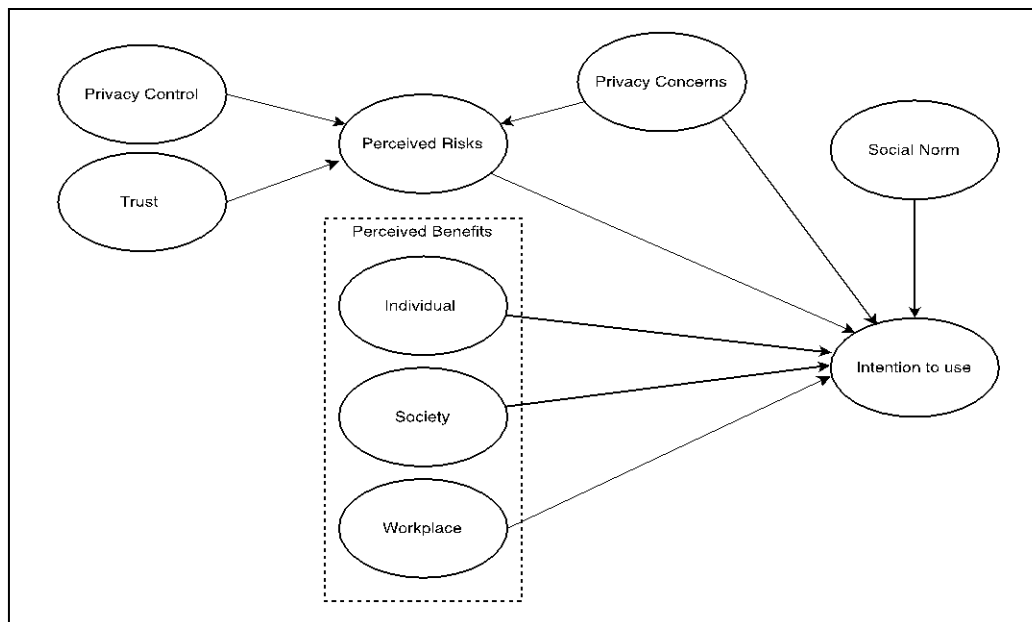 Privacy Control
Trust
Perceived Risks
Privacy Concerns
Social Norm
Perceived Benefits
Individual
Society
Workplace
Intention to use